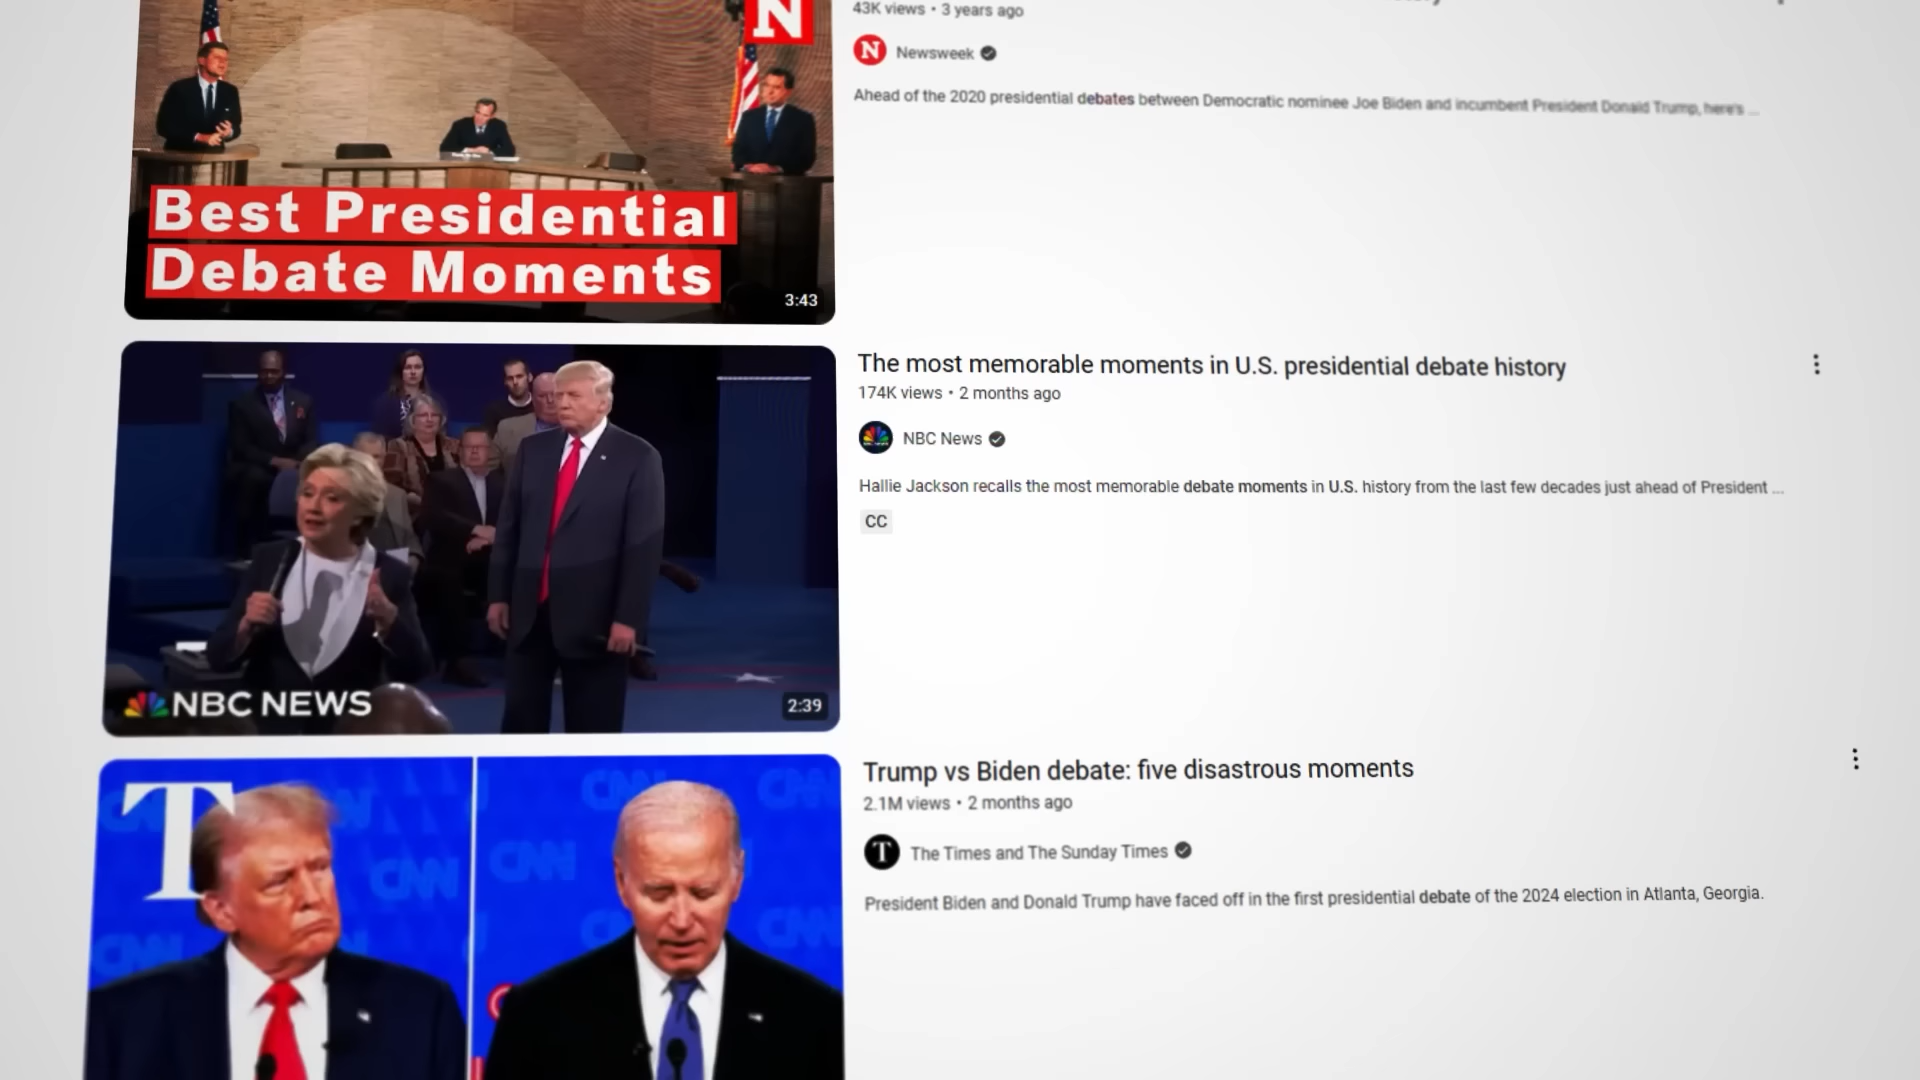 43K views • 3 years ago
N
N Newsweek
Ahead of the 2020 presidential debates between Democratic nominee Joe Biden and incumbent President Donald Trump, here's ...
Best Presidential
Debate Moments
3:43
The most memorable moments in U.S. presidential debate history
174K views • 2 months ago
NBC News
Hallie Jackson recalls the most memorable debate moments in U.S. history from the last few decades just ahead of President ...
CC
NBC NEWS
2:39
Trump vs Biden debate: five disastrous moments
2.1M views • 2 months ago
T
T The Times and The Sunday Times
President Biden and Donald Trump have faced off in the first presidential debate of the 2024 election in Atlanta, Georgia.
CNN
CNN
CNN
CNN